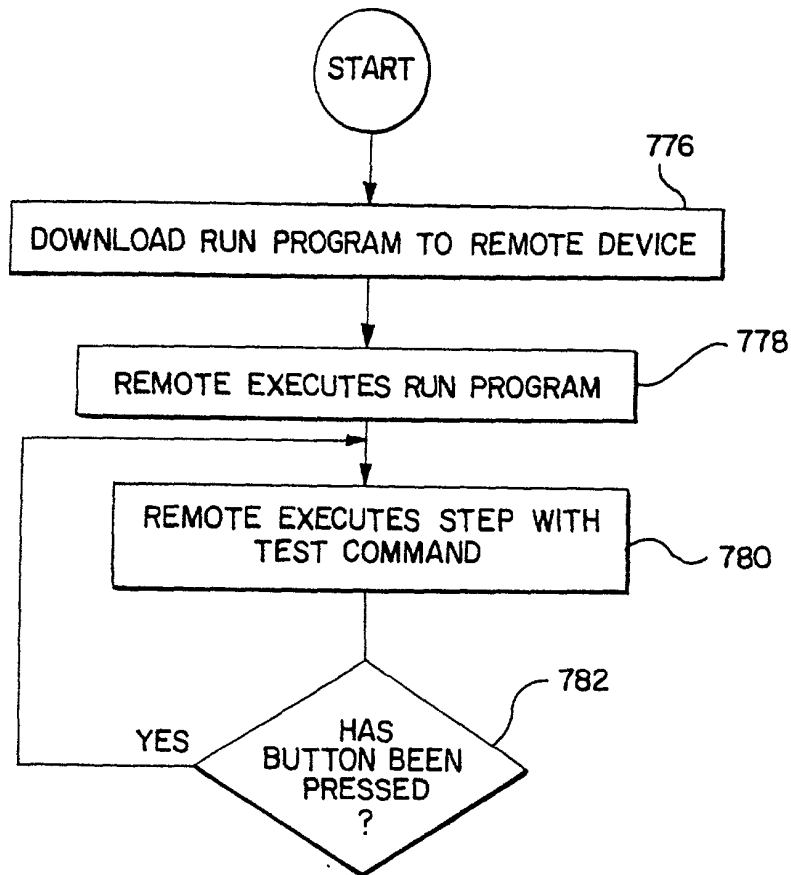 START
776
DOWNLOAD RUN PROGRAM TO REMOTE DEVICE
778
REMOTE EXECUTES RUN PROGRAM
REMOTE EXECUTES STEP WITH
TEST COMMAND
780
782
YES
HAS
BUTTON BEEN
PRESSED
?